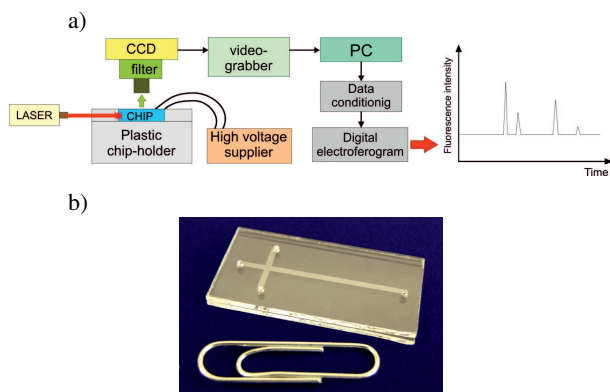 a)
CCD
filter
video-
grabber
PC
LASER
CHIP
Plastic
chip-holder
High voltage
supplier
Data
conditionig
Digital
electroferogram
Fluorescence intensity
Time
b)